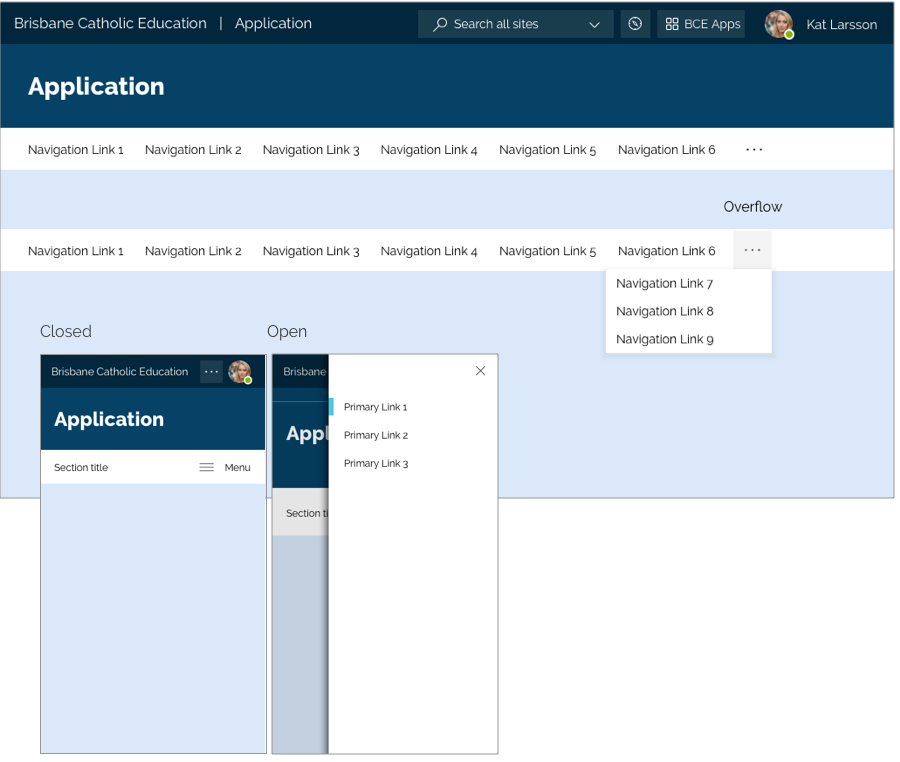 Brisbane Catholic Education | Application
Search all sites
BCE Apps
Kat Larsson
Application
Navigation Link 1 Navigation Link 2 Navigation Link 3 Navigation Link 4 Navigation Link 5 Navigation Link 6 ...
Overflow
Navigation Link 1 Navigation Link 2 Navigation Link 3 Navigation Link 4 Navigation Link 5 Navigation Link 6 ...
Navigation Link 7
Navigation Link 8
Navigation Link 9
Closed
Brisbane Catholic Education ...
Application
Section title
Menu
Open
Brisbane
Appl
Section ti
Primary Link 1
Primary Link 2
Primary Link 3